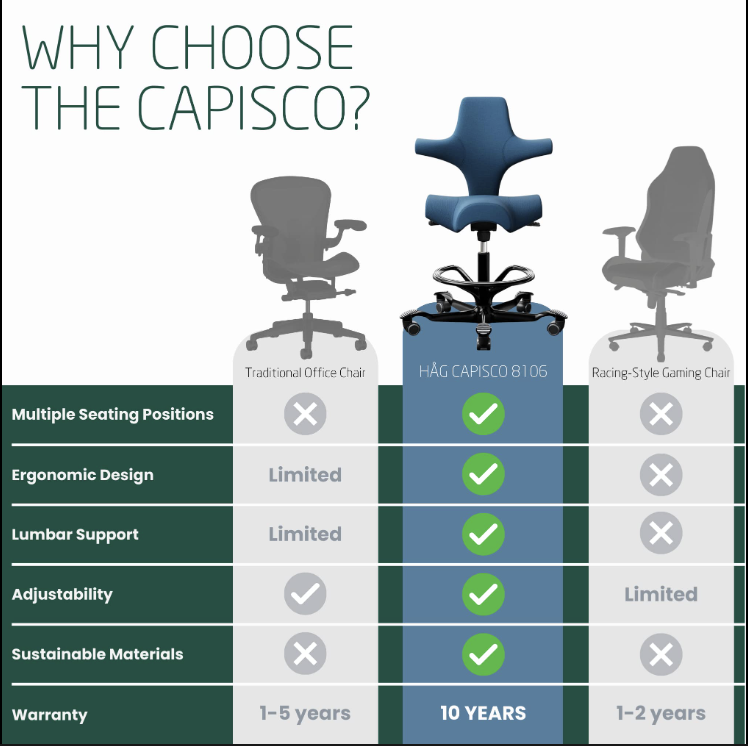 WHY CHOOSE
THE CAPISCO?
Traditional Office Chair
HÅG CAPISCO 8106
Racing-Style Gaming Chair
Multiple Seating Positions
Ergonomic Design
Limited
Lumbar Support
Limited
Adjustability
Limited
Sustainable Materials
Warranty
1-5 years
10 YEARS
1-2 years